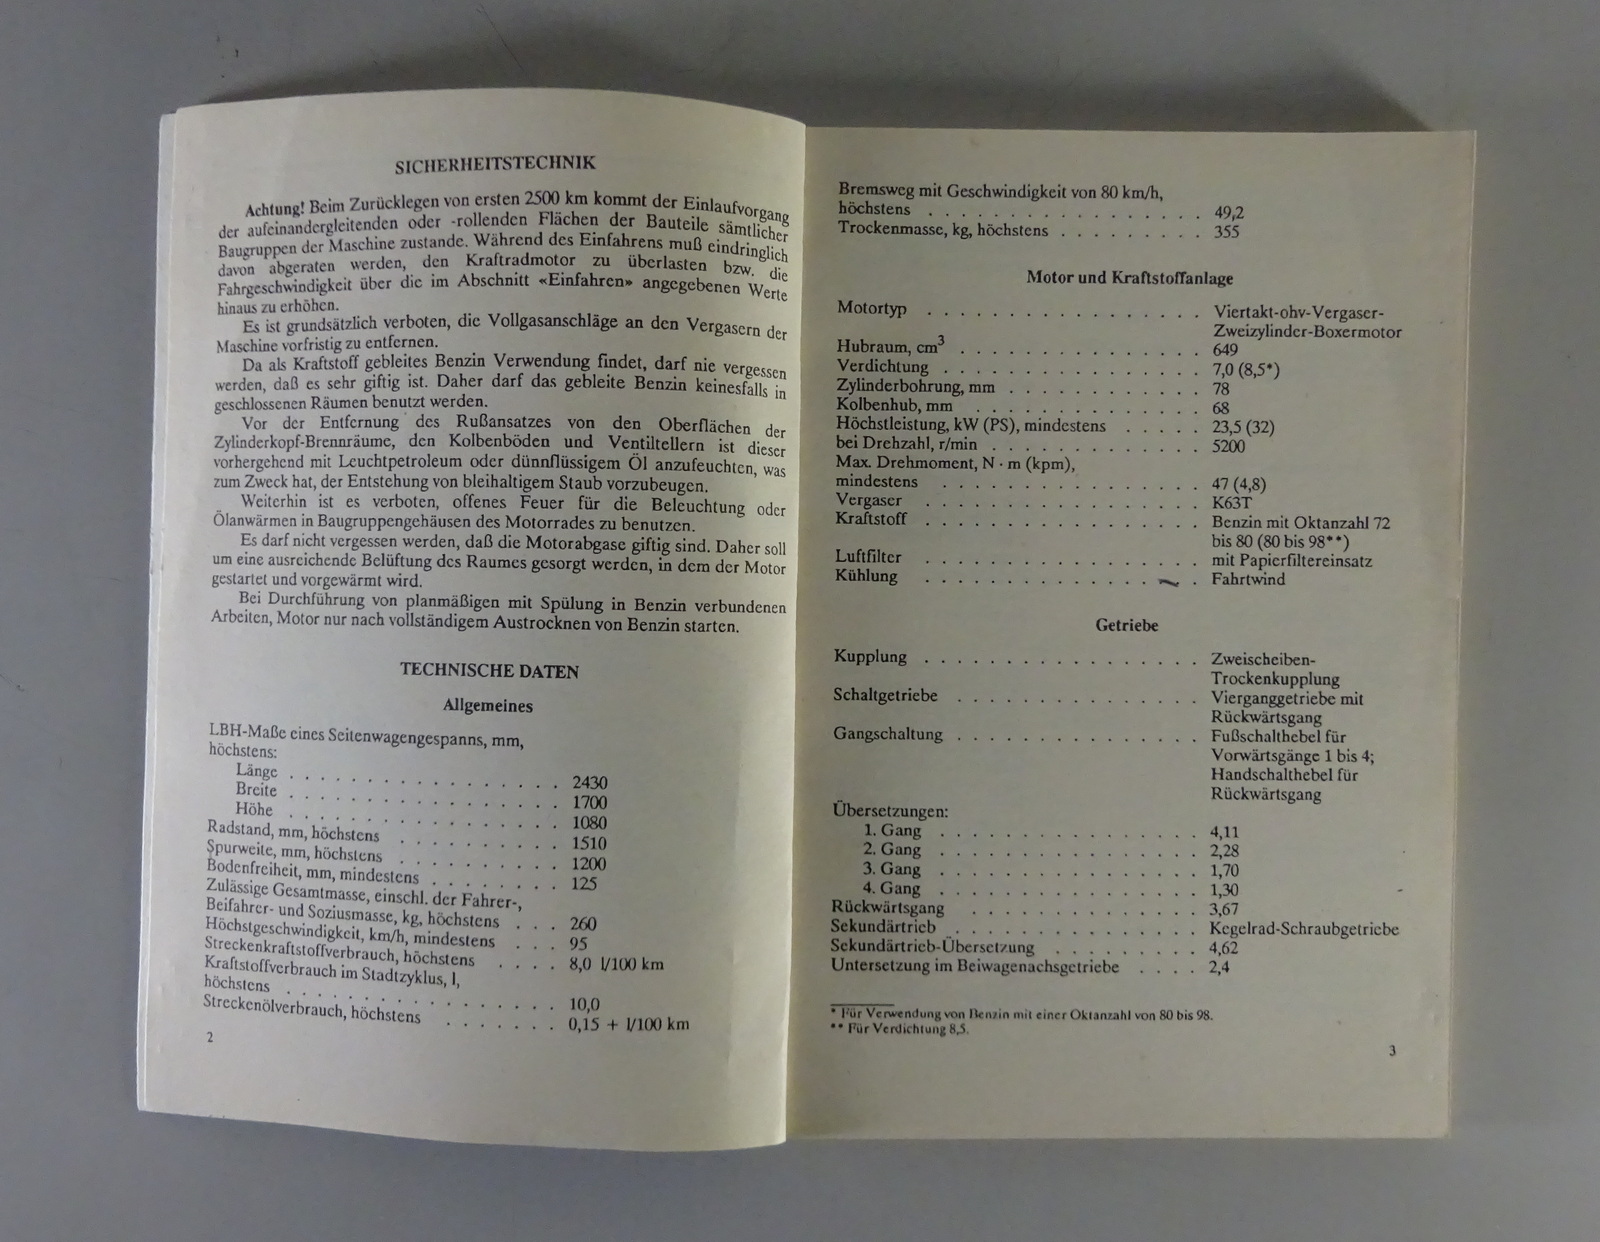 SICHERHEITSTECHNIK
Achtung! Beim Zurücklegen von ersten 2500 km kommt der Einlaufvorgang
der aufeinandergleitenden oder -rollenden Flächen der Bauteile sämtlicher
Baugruppen der Maschine zustande. Während des Einfahrens muß eindringlich
davon abgeraten werden, den Kraftradmotor zu überlasten bzw. die
Fahrgeschwindigkeit über die im Abschnitt «Einfahren» angegebenen Werte
hinaus zu erhöhen.
Es ist grundsätzlich verboten, die Vollgasanschläge an den Vergasern der
Maschine vorfristig zu entfernen.
Da als Kraftstoff gebleites Benzin Verwendung findet, darf nie vergessen
werden, daß es sehr giftig ist. Daher darf das gebleite Benzin keinesfalls in
geschlossenen Räumen benutzt werden.
Vor der Entfernung des Rußansatzes von den Oberflächen der
Zylinderkopf-Brennräume, den Kolbenböden und Ventiltellern ist dieser
vorhergehend mit Leuchtpetroleum oder dünnflüssigem Öl anzufeuchten, was
zum Zweck hat, der Entstehung von bleihaltigem Staub vorzubeugen.
Weiterhin ist es verboten, offenes Feuer für die Beleuchtung oder
Ölanwärmen in Baugruppengehäusen des Motorrades zu benutzen.
Es darf nicht vergessen werden, daß die Motorabgase giftig sind. Daher soll
um eine ausreichende Belüftung des Raumes gesorgt werden, in dem der Motor
gestartet und vorgewärmt wird.
Bei Durchführung von planmäßigen mit Spülung in Benzin verbundenen
Arbeiten, Motor nur nach vollständigem Austrocknen von Benzin starten.
TECHNISCHE DATEN
Allgemeines
LBH-Maße eines Seitenwagengespanns, mm,
höchstens:
Länge . . . . . . . . . . . . . . . . . 2430
Breite . . . . . . . . . . . . . . . . . 1700
Höhe . . . . . . . . . . . . . . . . . 1080
Radstand, mm, höchstens . . . . . . . . . . 1510
Spurweite, mm, höchstens . . . . . . . . . . 1200
Bodenfreiheit, mm, mindestens . . . . . . . . 125
Zulässige Gesamtmasse, einschl. der Fahrer-,
Beifahrer- und Soziusmasse, kg, höchstens . . . 260
Höchstgeschwindigkeit, km/h, mindestens . . . 95
Streckenkraftstoffverbrauch, höchstens . . . . 8,0 l/100 km
Kraftstoffverbrauch im Stadtzyklus, l,
höchstens . . . . . . . . . . . . . . . . . 10,0
Streckenölverbrauch, höchstens . . . . . . . 0,15 + l/100 km
2
Bremsweg mit Geschwindigkeit von 80 km/h,
höchstens . . . . . . . . . . . . . . . . . 49,2
Trockenmasse, kg, höchstens . . . . . . . . . 355
Motor und Kraftstoffanlage
Motortyp . . . . . . . . . . . . . . . . . Viertakt-ohv-Vergaser-
Zweizylinder-Boxermotor
Hubraum, cm³ . . . . . . . . . . . . . . . 649
Verdichtung . . . . . . . . . . . . . . . . 7,0 (8,5*)
Zylinderbohrung, mm . . . . . . . . . . . . 78
Kolbenhub, mm . . . . . . . . . . . . . . 68
Höchstleistung, kW (PS), mindestens . . . . . 23,5 (32)
bei Drehzahl, r/min . . . . . . . . . . . . . 5200
Max. Drehmoment, N · m (kpm),
mindestens . . . . . . . . . . . . . . . . 47 (4,8)
Vergaser . . . . . . . . . . . . . . . . . K63T
Kraftstoff . . . . . . . . . . . . . . . . . Benzin mit Oktanzahl 72
bis 80 (80 bis 98**)
Luftfilter . . . . . . . . . . . . . . . . . mit Papierfiltereinsatz
Kühlung . . . . . . . . . . . . . . . . . Fahrtwind
Getriebe
Kupplung . . . . . . . . . . . . . . . . . Zweischeiben-
Trockenkupplung
Schaltgetriebe . . . . . . . . . . . . . . . Vierganggetriebe mit
Rückwärtsgang
Gangschaltung . . . . . . . . . . . . . . . Fußschalthebel für
Vorwärtsgänge 1 bis 4;
Handschalthebel für
Rückwärtsgang
Übersetzungen:
1. Gang . . . . . . . . . . . . . . . . 4,11
2. Gang . . . . . . . . . . . . . . . . 2,28
3. Gang . . . . . . . . . . . . . . . . 1,70
4. Gang . . . . . . . . . . . . . . . . 1,30
Rückwärtsgang . . . . . . . . . . . . . . 3,67
Sekundärtrieb . . . . . . . . . . . . . . . Kegelrad-Schraubgetriebe
Sekundärtrieb-Übersetzung . . . . . . . . . 4,62
Untersetzung im Beiwagenachsgetriebe . . . . 2,4
* Für Verwendung von Benzin mit einer Oktanzahl von 80 bis 98.
** Für Verdichtung 8,5.
3